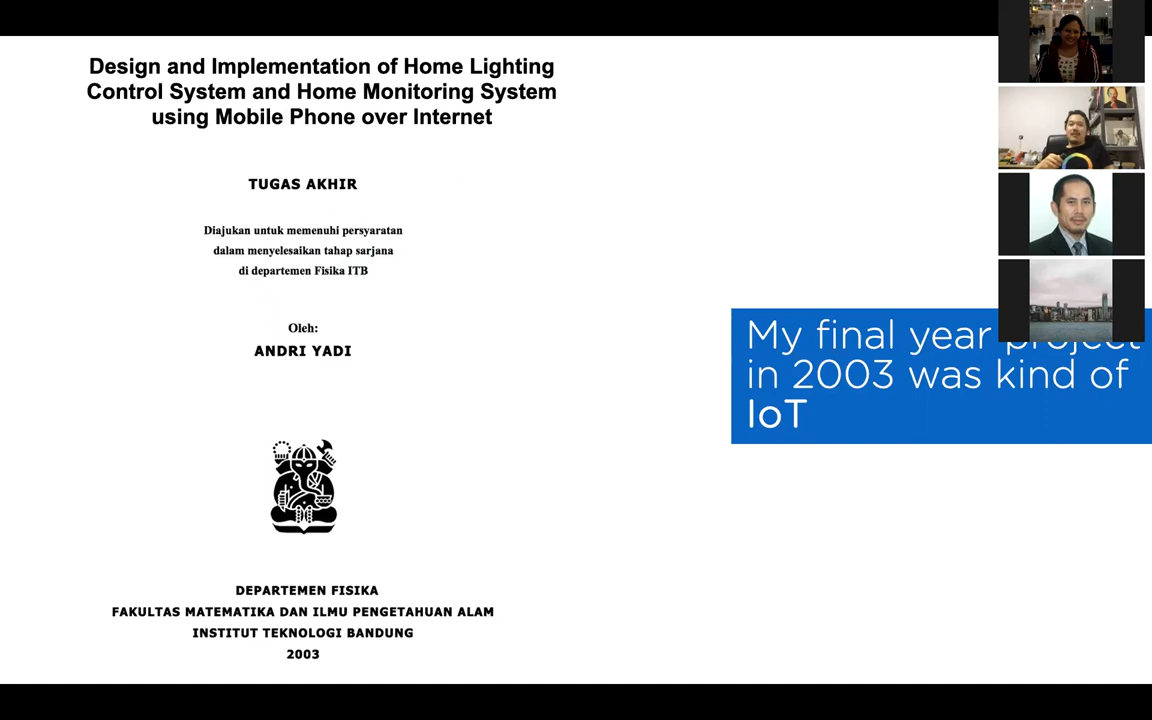 Design and Implementation of Home Lighting
Control System and Home Monitoring System
using Mobile Phone over Internet
TUGAS AKHIR
Diajukan untuk memenuhi persyaratan
dalam menyelesaikan tahap sarjana
di departemen Fisika ITB
Oleh:
ANDRI YADI
DEPARTEMEN FISIKA
FAKULTAS MATEMATIKA DAN ILMU PENGETAHUAN ALAM
INSTITUT TEKNOLOGI BANDUNG
2003
My final year project
in 2003 was kind of
IoT